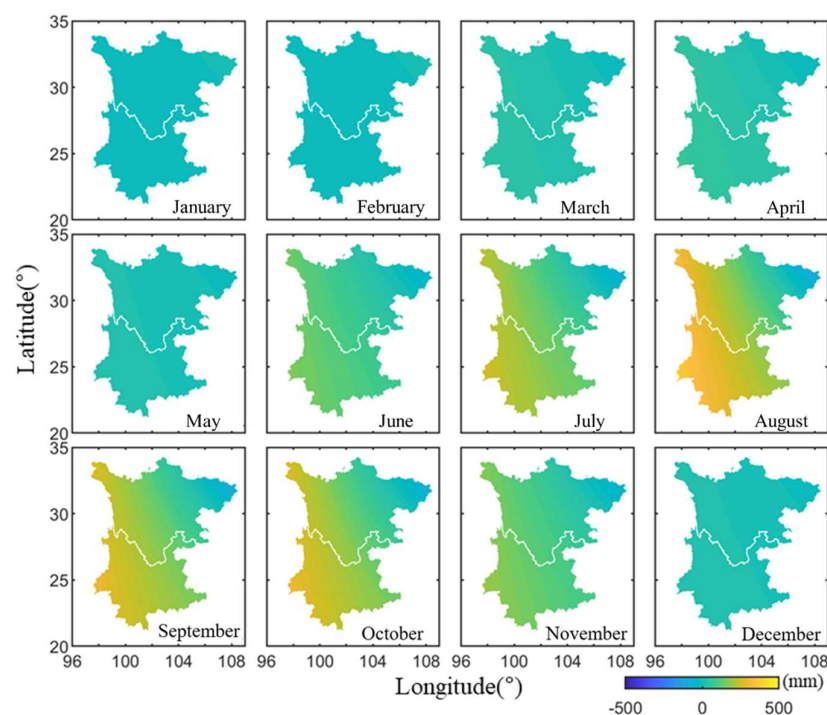 35
30
25
20
January
February
March
April
Latitude(°)
35
30
25
20
May
June
July
August
35
30
25
20
September
October
November
December
96 100 104 108 96 100 104 108 96 100 104 108 96 100 104 108
Longitude(°)
(mm)
-500 0 500